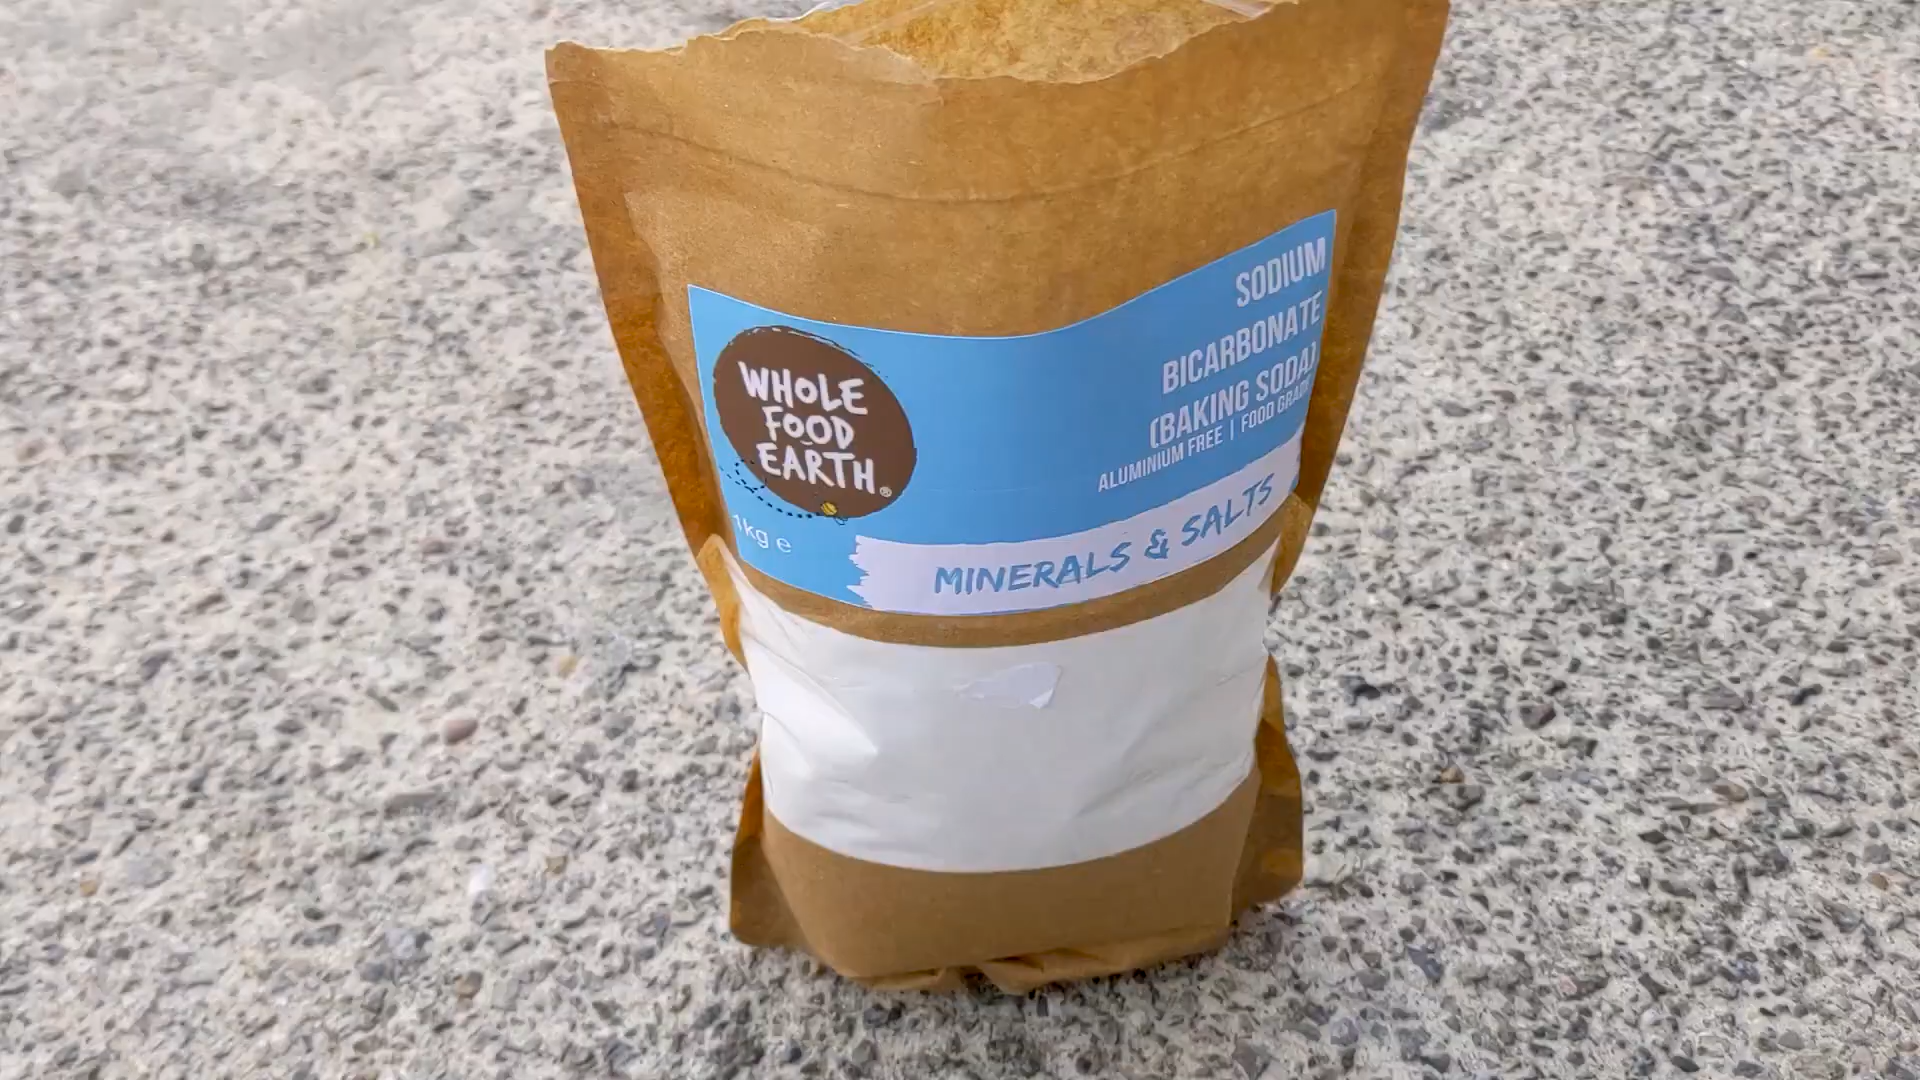 WHOLE
FOOD
EARTH®
1kg e
SODIUM
BICARBONATE
(BAKING SODA)
ALUMINIUM FREE | FOOD GRADE
MINERALS & SALTS